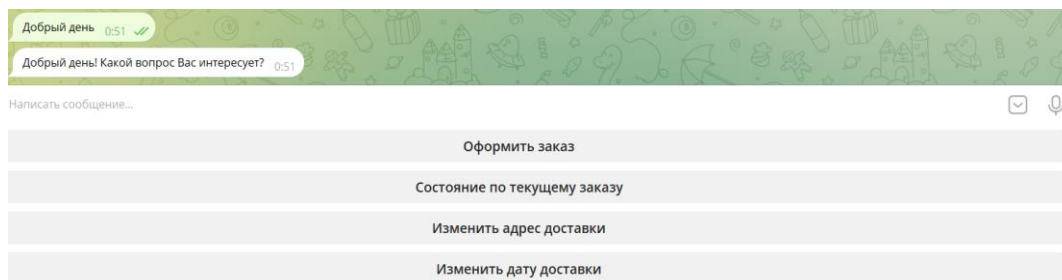 Добрый день 0:51
Добрый день! Какой вопрос Вас интересует? 0:51
Написать сообщение...
Оформить заказ
Состояние по текущему заказу
Изменить адрес доставки
Изменить дату доставки